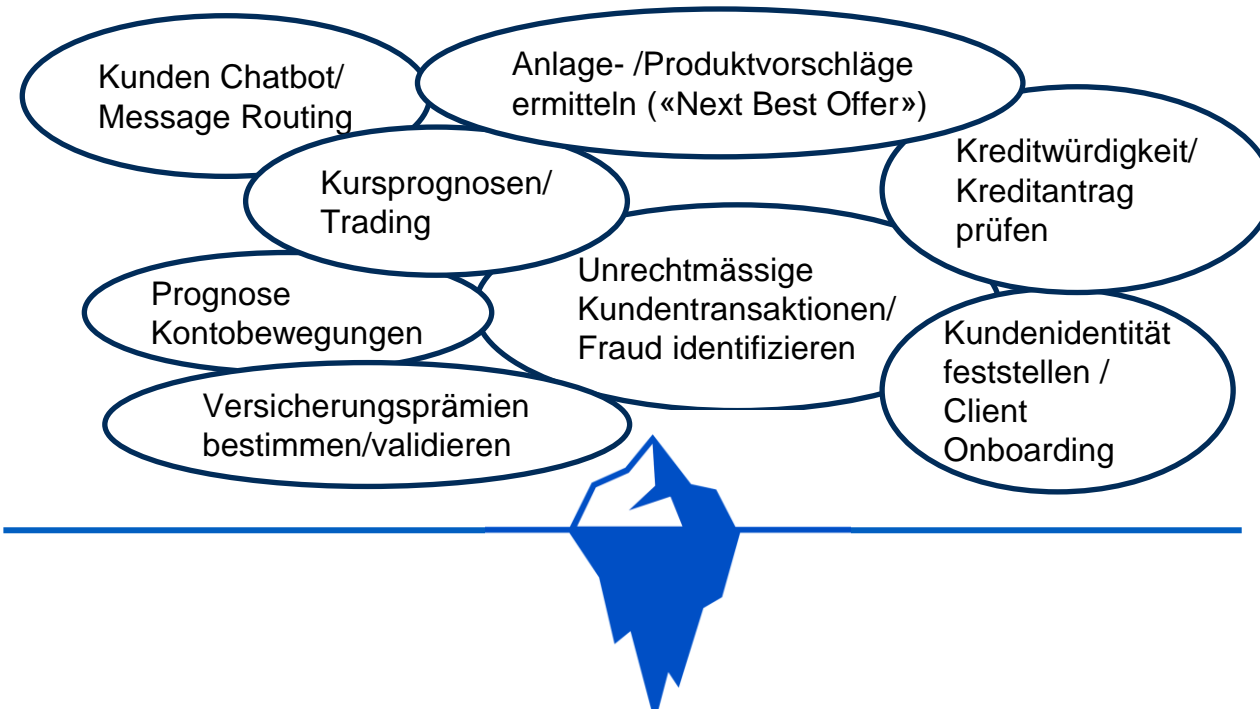 Kunden Chatbot/
Message Routing
Anlage- /Produktvorschläge
ermitteln («Next Best Offer»)
Kursprognosen/
Trading
Kreditwürdigkeit/
Kreditantrag
prüfen
Prognose
Kontobewegungen
Unrechtmässige
Kundentransaktionen/
Fraud identifizieren
Kundenidentität
feststellen /
Client
Onboarding
Versicherungsprämien
bestimmen/validieren